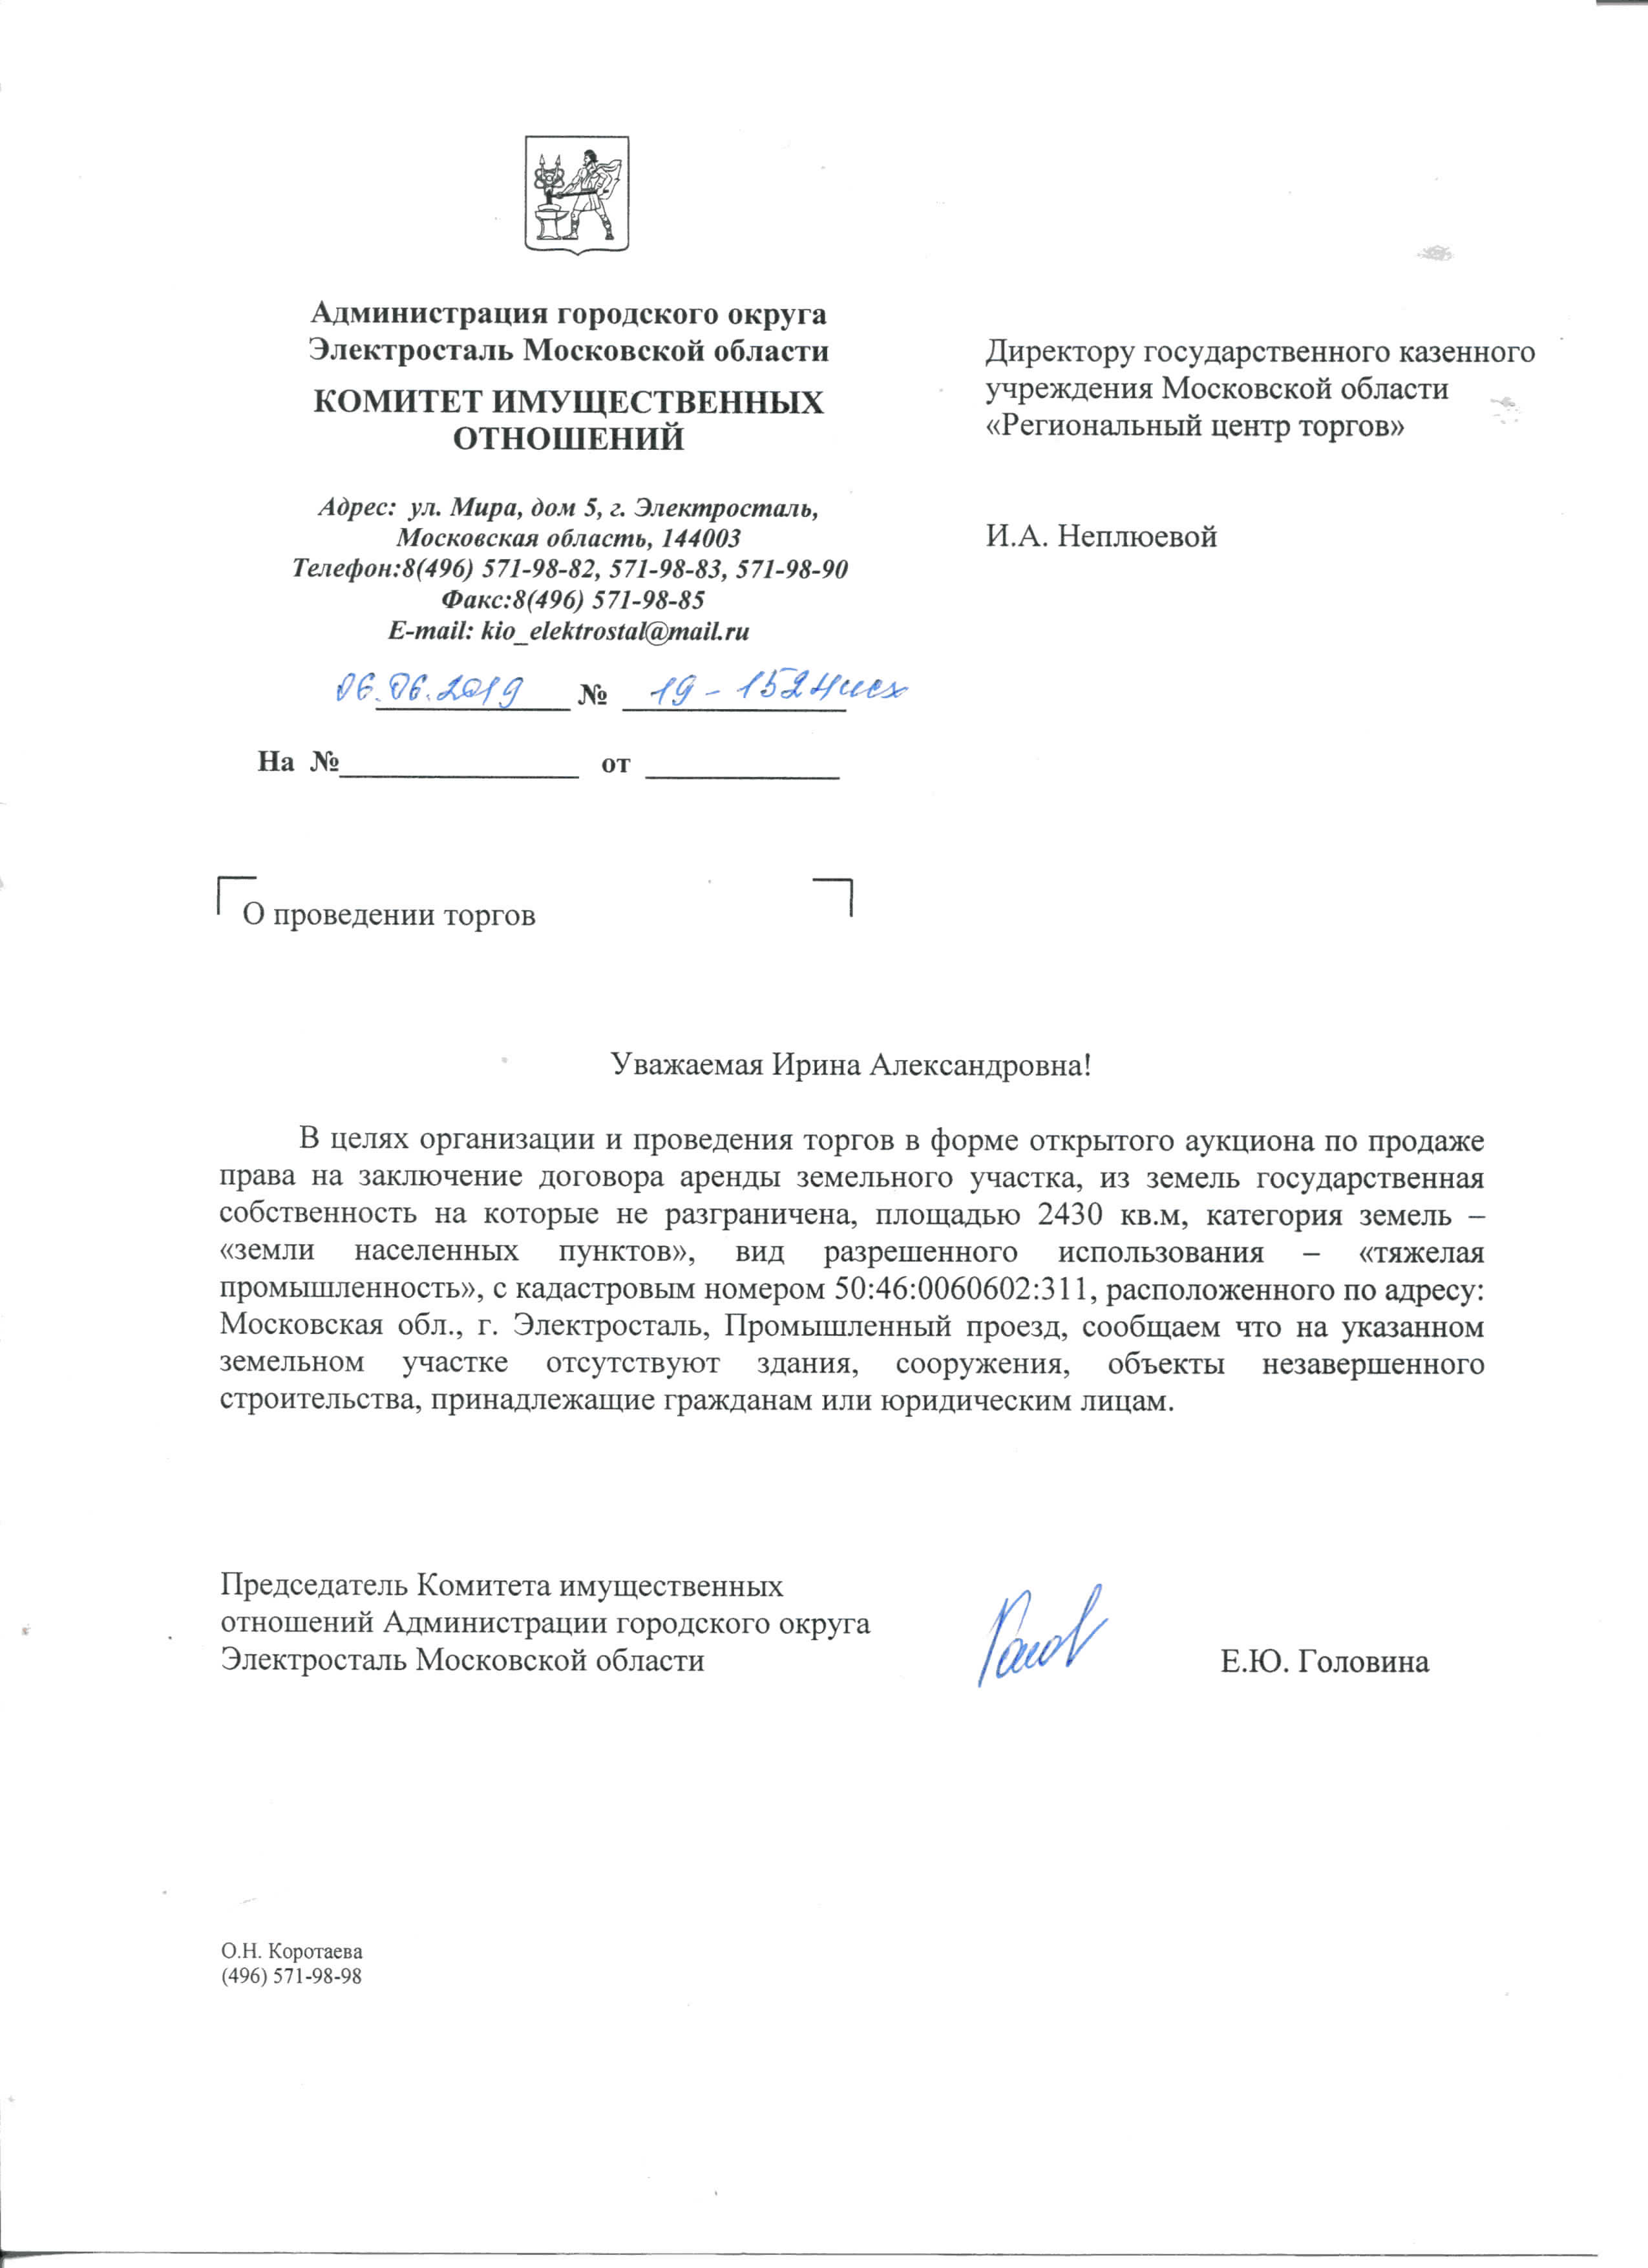 Администрация городского округа
Электросталь Московской области
КОМИТЕТ ИМУЩЕСТВЕННЫХ
ОТНОШЕНИЙ
Адрес: ул. Мира, дом 5, г. Электросталь,
Московская область, 144003
Телефон:8(496) 571-98-82, 571-98-83, 571-98-90
Факс:8(496) 571-98-85
E-mail: kio_elektrostal@mail.ru
06.06.2019 № 19-1524исх
На № от
Директору государственного казенного
учреждения Московской области
«Региональный центр торгов»
И.А. Неплюевой
О проведении торгов
Уважаемая Ирина Александровна!
В целях организации и проведения торгов в форме открытого аукциона по продаже
права на заключение договора аренды земельного участка, из земель государственная
собственность на которые не разграничена, площадью 2430 кв.м, категория земель –
«земли населенных пунктов», вид разрешенного использования – «тяжелая
промышленность», с кадастровым номером 50:46:0060602:311, расположенного по адресу:
Московская обл., г. Электросталь, Промышленный проезд, сообщаем что на указанном
земельном участке отсутствуют здания, сооружения, объекты незавершенного
строительства, принадлежащие гражданам или юридическим лицам.
Председатель Комитета имущественных
отношений Администрации городского округа
Электросталь Московской области
Е.Ю. Головина
О.Н. Коротаева
(496) 571-98-98